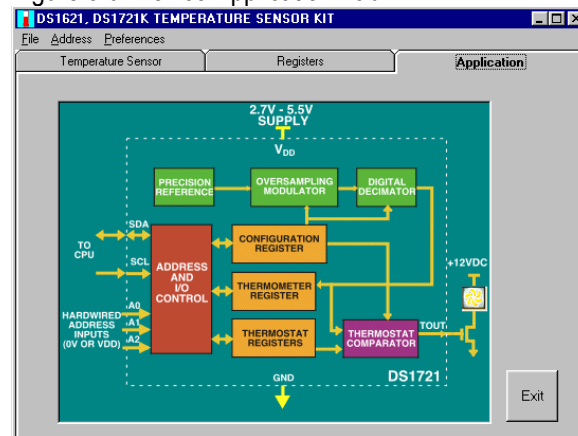 DS1621, DS1721K TEMPERATURE SENSOR KIT
File Address Preferences
Temperature Sensor
Registers
Application
2.7V - 5.5V
SUPPLY
VDD
PRECISION
REFERENCE
OVERSAMPLING
MODULATOR
DIGITAL
DECIMATOR
SDA
TO
CPU
SCL
ADDRESS
AND
I/O
CONTROL
CONFIGURATION
REGISTER
+12VDC
THERMOMETER
REGISTER
HARDWIRED
ADDRESS
INPUTS
(0V OR VDD)
A0
A1
A2
THERMOSTAT
REGISTERS
THERMOSTAT
COMPARATOR
TOUT
GND
DS1721
Exit